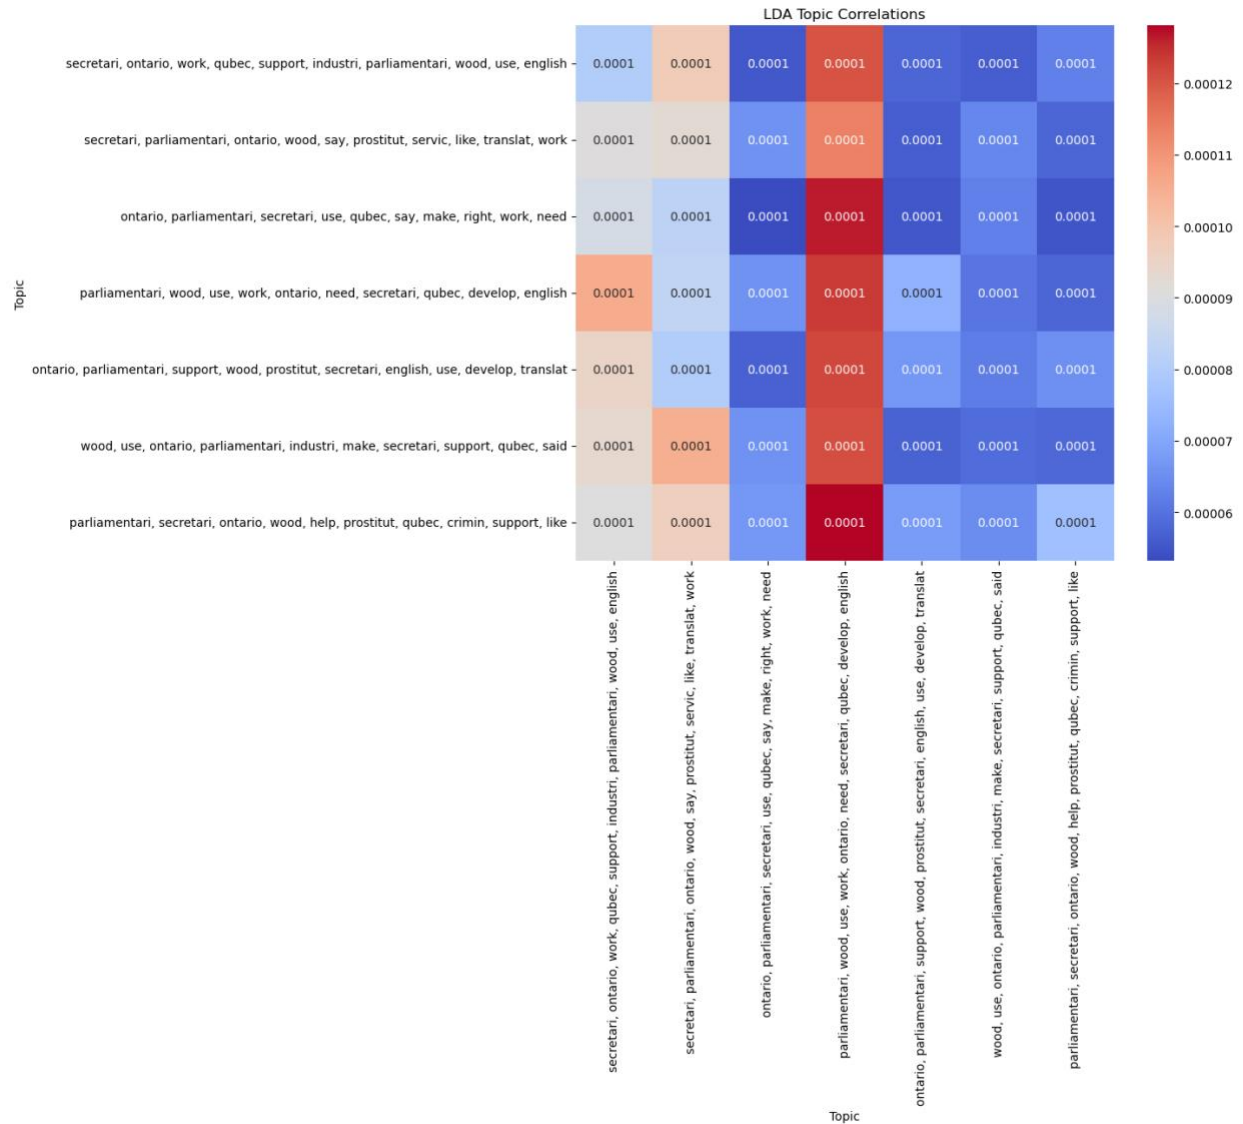 LDA Topic Correlations
Topic
secretari, ontario, work, qubec, support, industri, parliamentari, wood, use, english
0.0001 0.0001 0.0001 0.0001 0.0001 0.0001 0.0001
secretari, parliamentari, ontario, wood, say, prostitut, servic, like, translat, work
0.0001 0.0001 0.0001 0.0001 0.0001 0.0001 0.0001
ontario, parliamentari, secretari, use, qubec, say, make, right, work, need
0.0001 0.0001 0.0001 0.0001 0.0001 0.0001 0.0001
parliamentari, wood, use, work, ontario, need, secretari, qubec, develop, english
0.0001 0.0001 0.0001 0.0001 0.0001 0.0001 0.0001
ontario, parliamentari, support, wood, prostitut, secretari, english, use, develop, translat
0.0001 0.0001 0.0001 0.0001 0.0001 0.0001 0.0001
wood, use, ontario, parliamentari, industri, make, secretari, support, qubec, said
0.0001 0.0001 0.0001 0.0001 0.0001 0.0001 0.0001
parliamentari, secretari, ontario, wood, help, prostitut, qubec, crimin, support, like
0.0001 0.0001 0.0001 0.0001 0.0001 0.0001 0.0001
secretari, ontario, work, qubec, support, industri, parliamentari, wood, use, english
secretari, parliamentari, ontario, wood, say, prostitut, servic, like, translat, work
ontario, parliamentari, secretari, use, qubec, say, make, right, work, need
parliamentari, wood, use, work, ontario, need, secretari, qubec, develop, english
ontario, parliamentari, support, wood, prostitut, secretari, english, use, develop, translat
wood, use, ontario, parliamentari, industri, make, secretari, support, qubec, said
parliamentari, secretari, ontario, wood, help, prostitut, qubec, crimin, support, like
Topic
0.00012
0.00011
0.00010
0.00009
0.00008
0.00007
0.00006